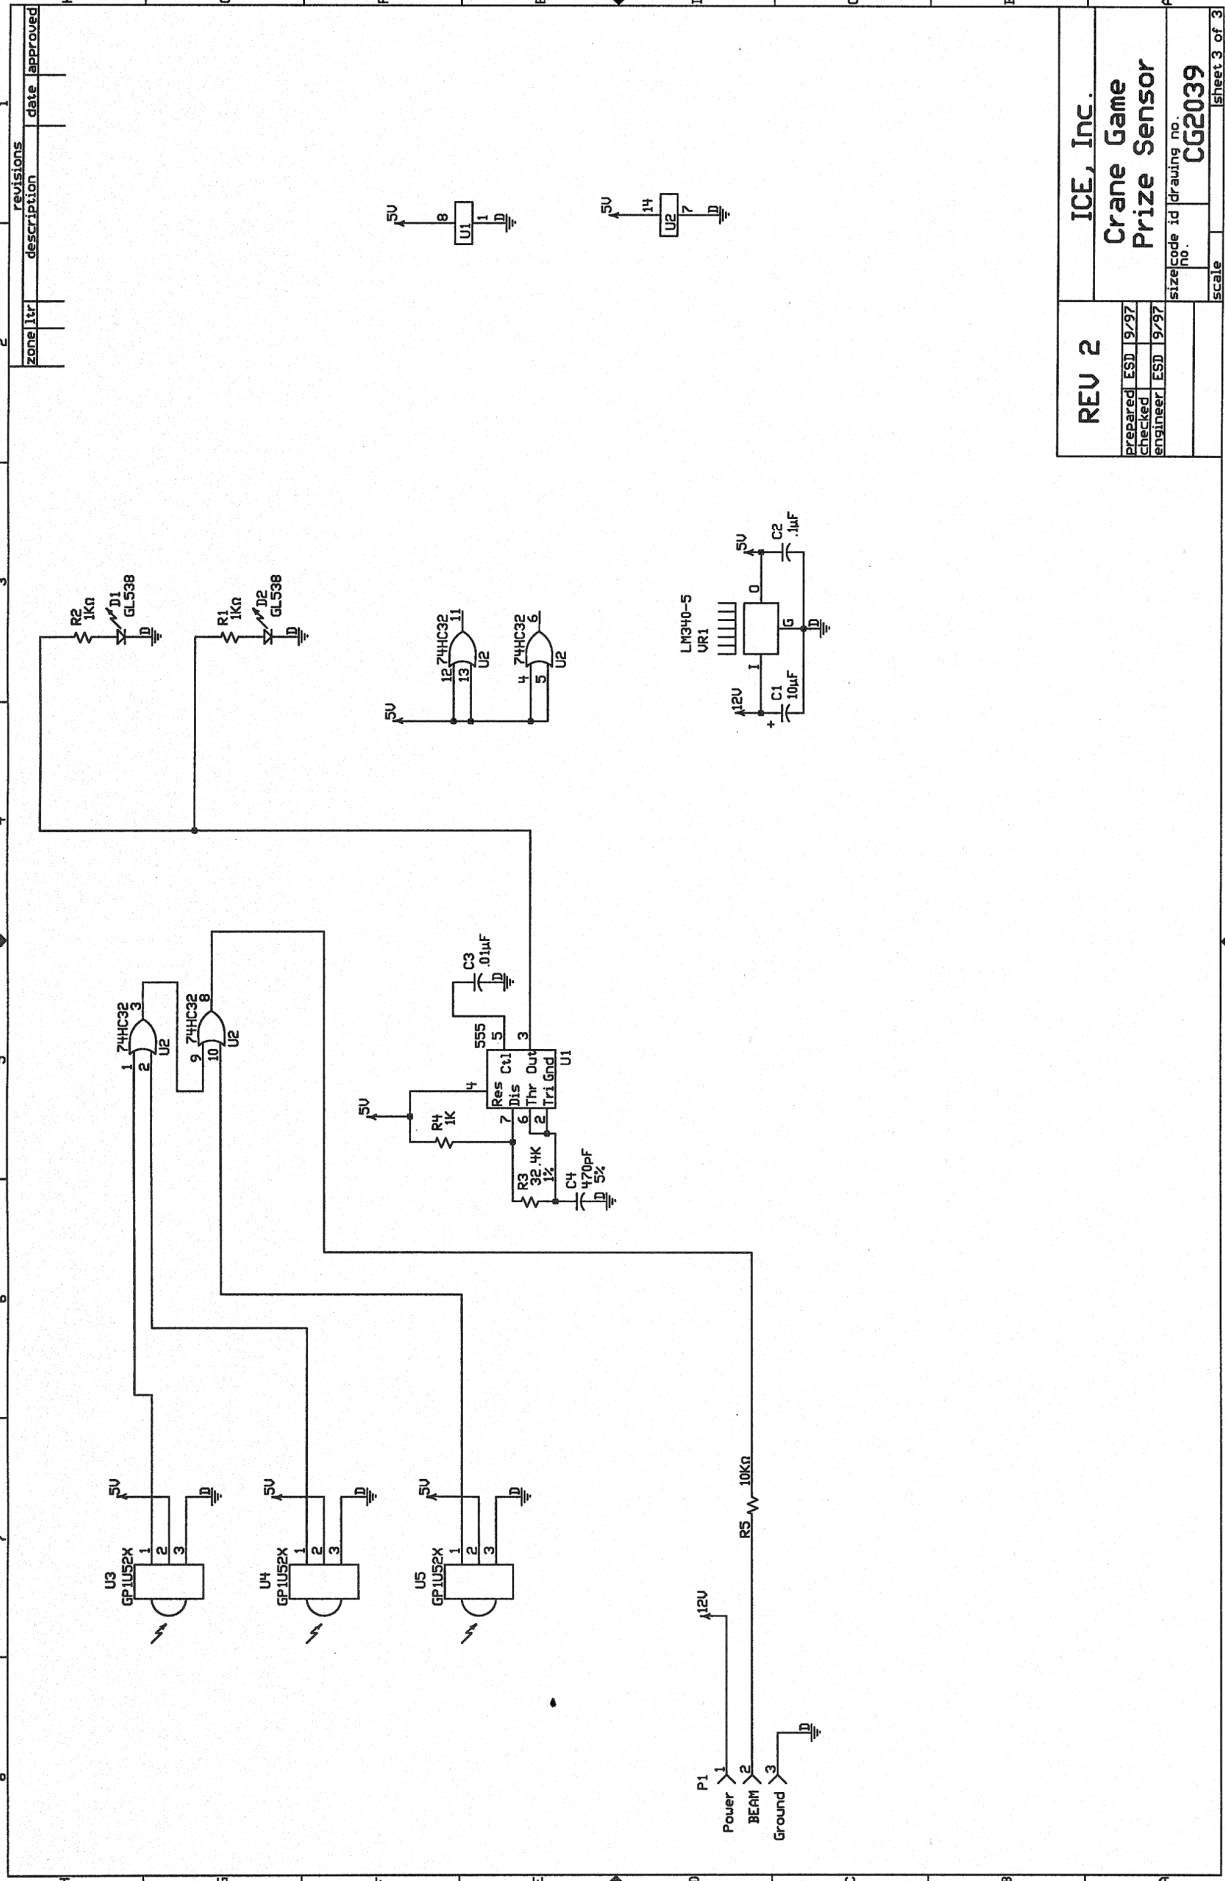 revisions
zone ltr description date approved
U3
GP1U52X
5V
1
2
3
D
U4
GP1U52X
5V
1
2
3
D
U5
GP1U52X
5V
1
2
3
D
1
2
74HC32
3
U2
9
10
74HC32
8
U2
R2
1KΩ
D1
GL538
D
R1
1KΩ
D2
GL538
D
5V
R4
1K
4
555
Res Ctl 5
7 Dis
6 Thr Out 3
2 Tri Gnd
U1
C3
.01µF
D
R3
32.4K
1%
C4
470pF
5%
D
5V
12
13
74HC32
11
U2
4
5
74HC32
6
U2
5V
8
U1
1
D
5V
14
U2
7
D
LM340-5
VR1
12V
I
O
G
5V
+
C1
10µF
C2
.1µF
D
P1
Power 1
12V
BEAM 2
R5
10KΩ
Ground 3
D
REV 2
prepared ESD 9/97
checked
engineer ESD 9/97
ICE, Inc.
Crane Game
Prize Sensor
size code id no. drawing no.
CG2039
scale
sheet 3 of 3